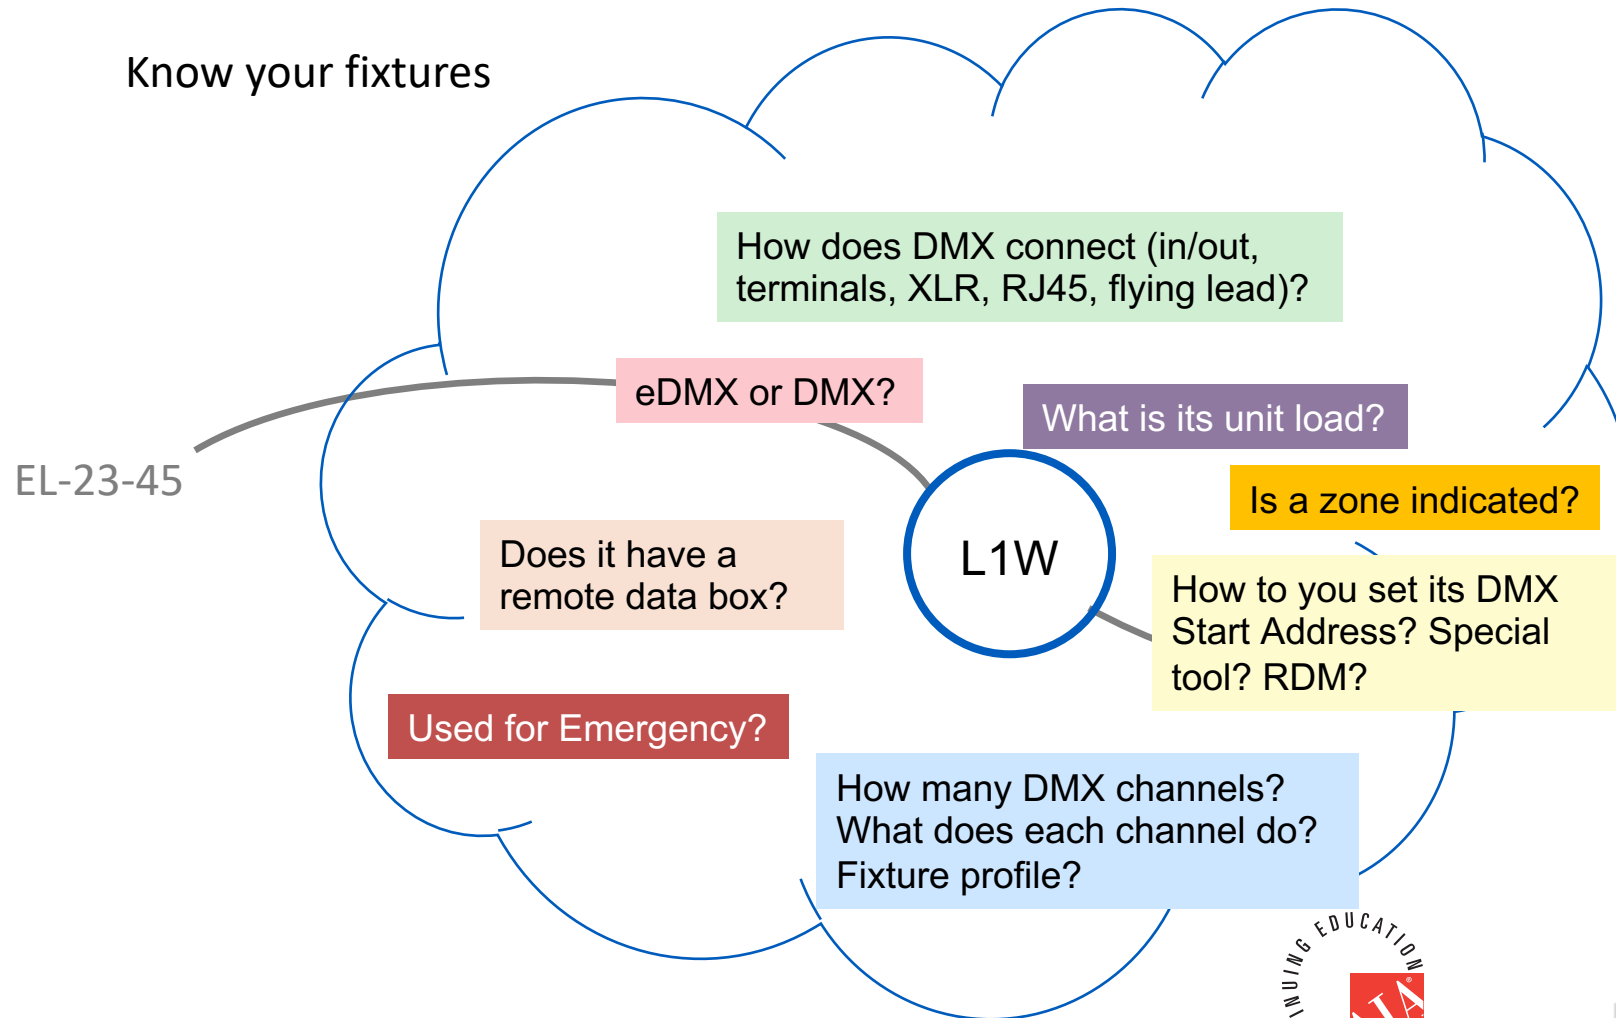 Know your fixtures
How does DMX connect (in/out,
terminals, XLR, RJ45, flying lead)?
eDMX or DMX?
What is its unit load?
EL-23-45
Is a zone indicated?
Does it have a
remote data box?
L1W
How to you set its DMX
Start Address? Special
tool? RDM?
Used for Emergency?
How many DMX channels?
What does each channel do?
Fixture profile?
INUING EDUCATION
AIA